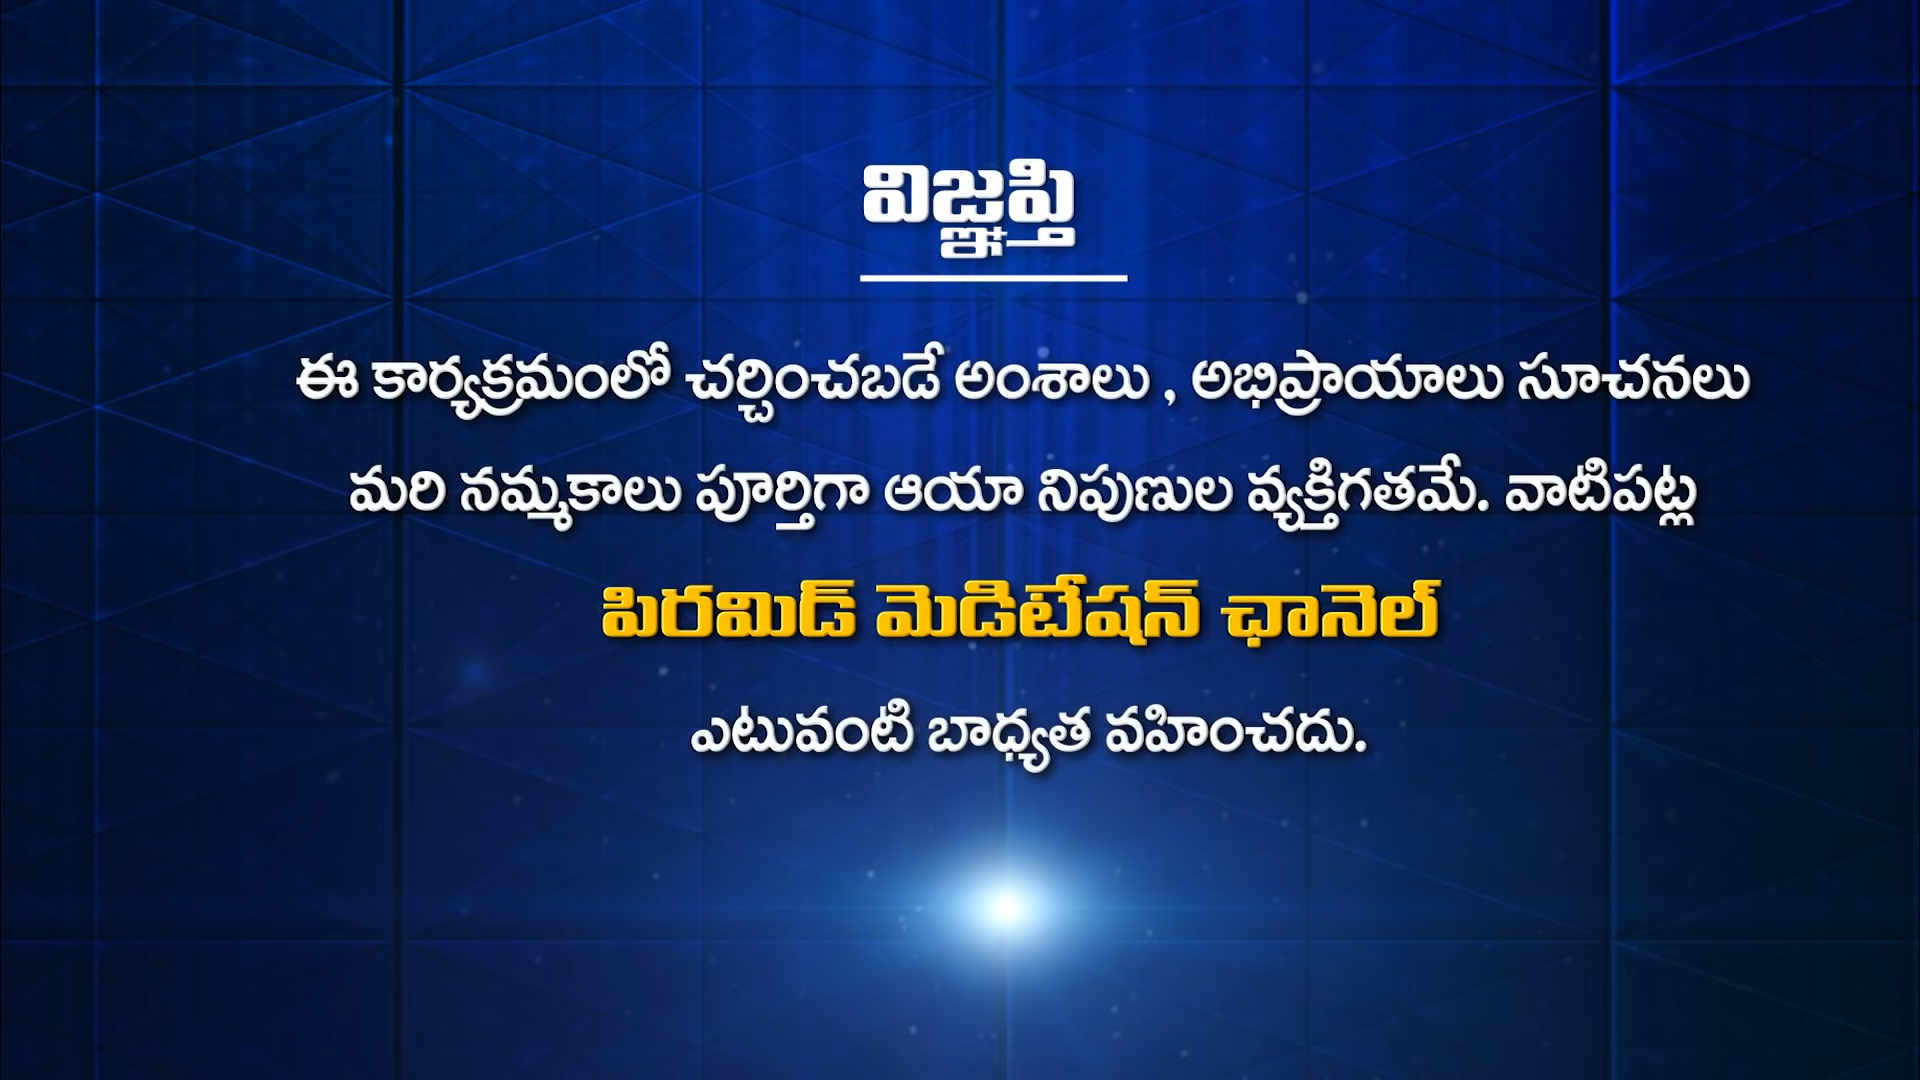 విజ్ఞప్తి
ఈ కార్యక్రమంలో చర్చించబడే అంశాలు , అభిప్రాయాలు సూచనలు
మరి నమ్మకాలు పూర్తిగా ఆయా నిపుణుల వ్యక్తిగతమే. వాటిపట్ల
పిరమిడ్ మెడిటేషన్ ఛానెల్
ఎటువంటి బాధ్యత వహించదు.